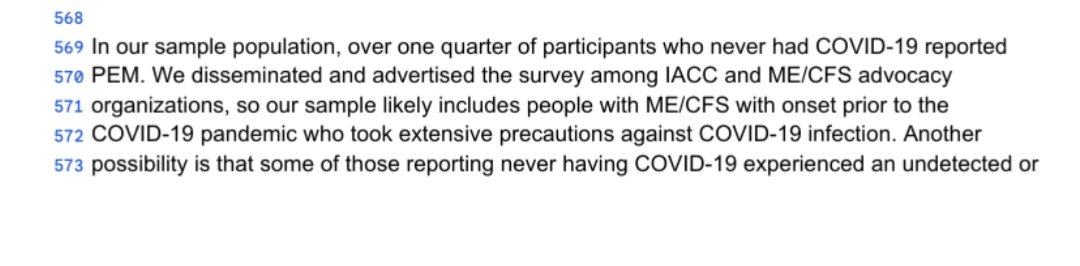 568
569 In our sample population, over one quarter of participants who never had COVID-19 reported
570 PEM. We disseminated and advertised the survey among IACC and ME/CFS advocacy
571 organizations, so our sample likely includes people with ME/CFS with onset prior to the
572 COVID-19 pandemic who took extensive precautions against COVID-19 infection. Another
573 possibility is that some of those reporting never having COVID-19 experienced an undetected or